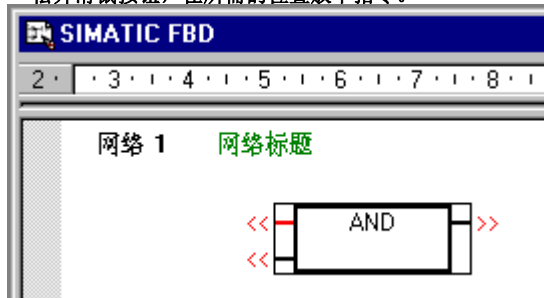 SIMATIC FBD
2 · · 3 · ı · 4 · ı · 5 · ı · 6 · ı · 7 · ı · 8 · ı
网络 1 网络标题
<< AND >>
<<